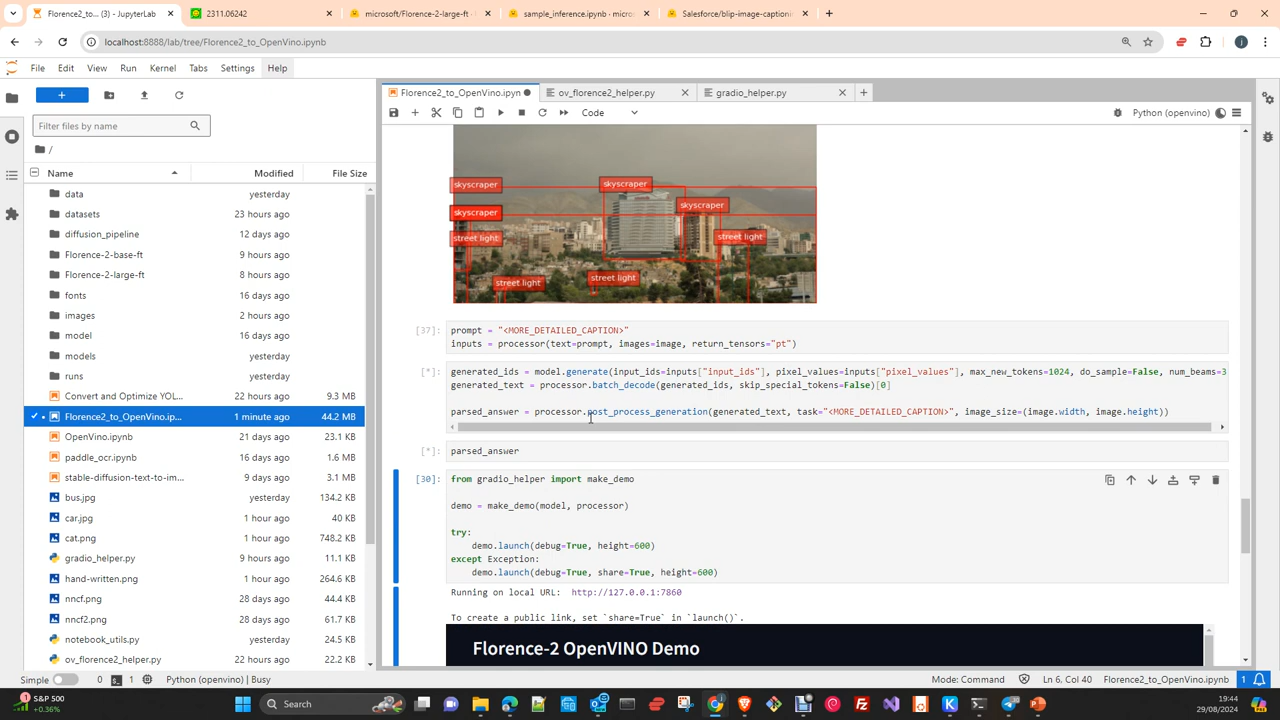 Florence2_to... (3) - JupyterLab
2311.06242
microsoft/Florence-2-large-ft ·
sample_inference.ipynb · micros
Salesforce/blip-image-captionin
localhost:8888/lab/tree/Florence2_to_OpenVino.ipynb
File Edit View Run Kernel Tabs Settings Help
Filter files by name
/
Name Modified File Size
data yesterday
datasets 23 hours ago
diffusion_pipeline 12 days ago
Florence-2-base-ft 9 hours ago
Florence-2-large-ft 8 hours ago
fonts 16 days ago
images 2 hours ago
model 16 days ago
models yesterday
runs yesterday
Convert and Optimize YOL... yesterday
Florence2_to_OpenVino.ip... 1 minute ago 44.2 MB
OpenVino.ipynb 21 days ago 23.1 KB
paddle_ocr.ipynb 16 days ago 1.6 MB
stable-diffusion-text-to-im... 9 days ago 3.1 MB
bus.jpg yesterday 134.2 KB
car.jpg 1 hour ago 40 KB
cat.png 1 hour ago 748.2 KB
gradio_helper.py 9 hours ago 11.1 KB
hand-written.png 1 hour ago 264.6 KB
nncf.png 28 days ago 44.4 KB
nncf2.png 28 days ago 61.7 KB
notebook_utils.py yesterday 24.5 KB
ov_florence2_helper.py 22 hours ago 22.2 KB
Florence2_to_OpenVino.ipyn
ov_florence2_helper.py
gradio_helper.py
Code
Python (openvino)
skyscraper
skyscraper
skyscraper
skyscraper
street light
street light
street light
street light
[37]: prompt = "<MORE_DETAILED_CAPTION>"
inputs = processor(text=prompt, images=image, return_tensors="pt")
[*]: generated_ids = model.generate(input_ids=inputs["input_ids"], pixel_values=inputs["pixel_values"], max_new_tokens=1024, do_sample=False, num_beams=3
generated_text = processor.batch_decode(generated_ids, skip_special_tokens=False)[0]
parsed_answer = processor.post_process_generation(generated_text, task="<MORE_DETAILED_CAPTION>", image_size=(image.width, image.height))
[*]: parsed_answer
[30]: from gradio_helper import make_demo
demo = make_demo(model, processor)
try:
demo.launch(debug=True, height=600)
except Exception:
demo.launch(debug=True, share=True, height=600)
Running on local URL: http://127.0.0.1:7860
To create a public link, set `share=True` in `launch()`.
Florence-2 OpenVINO Demo
Simple 0 1 Python (openvino) | Busy
Mode: Command Ln 6, Col 40 Florence2_to_OpenVino.ipynb 1
S&P 500
+0.36%
Search
19:44
29/08/2024